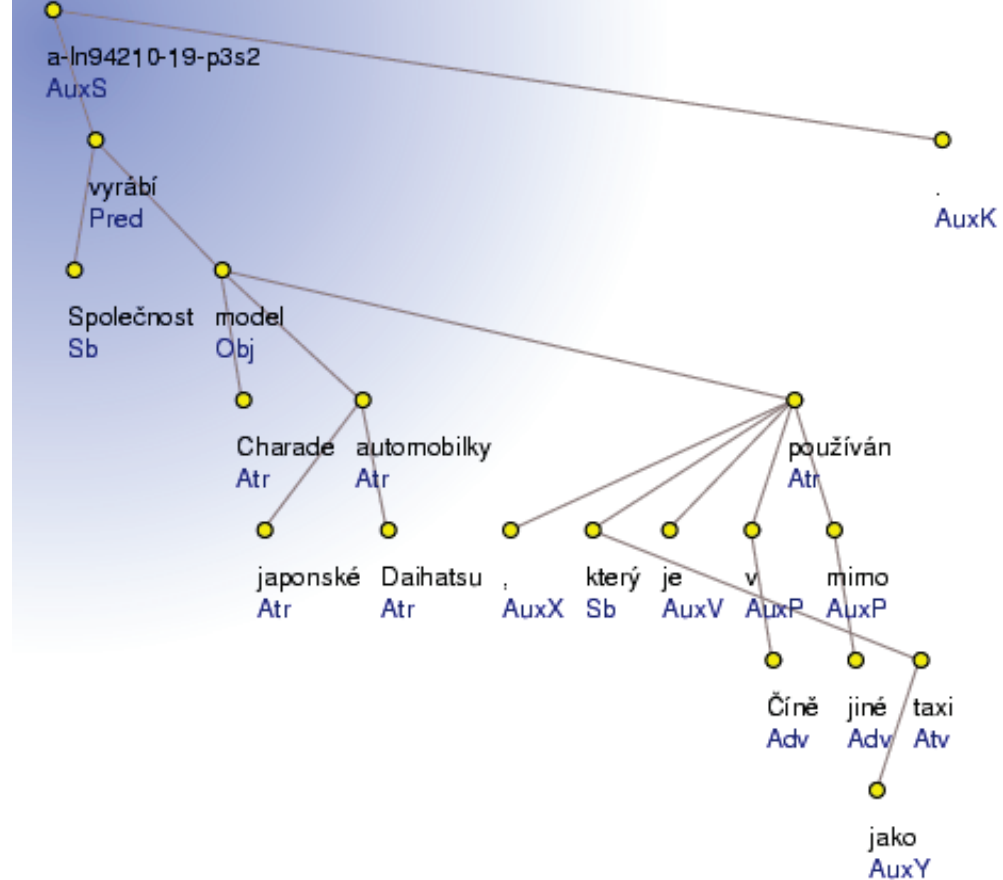 a-ln94210-19-p3s2
AuxS
vyrábí
Pred
.
AuxK
Společnost model
Sb Obj
Charade automobilky používán
Atr Atr Atr
japonské Daihatsu , který je v mimo
Atr Atr AuxX Sb AuxV AuxP AuxP
Číně jiné taxi
Adv Adv Atv
jako
AuxY